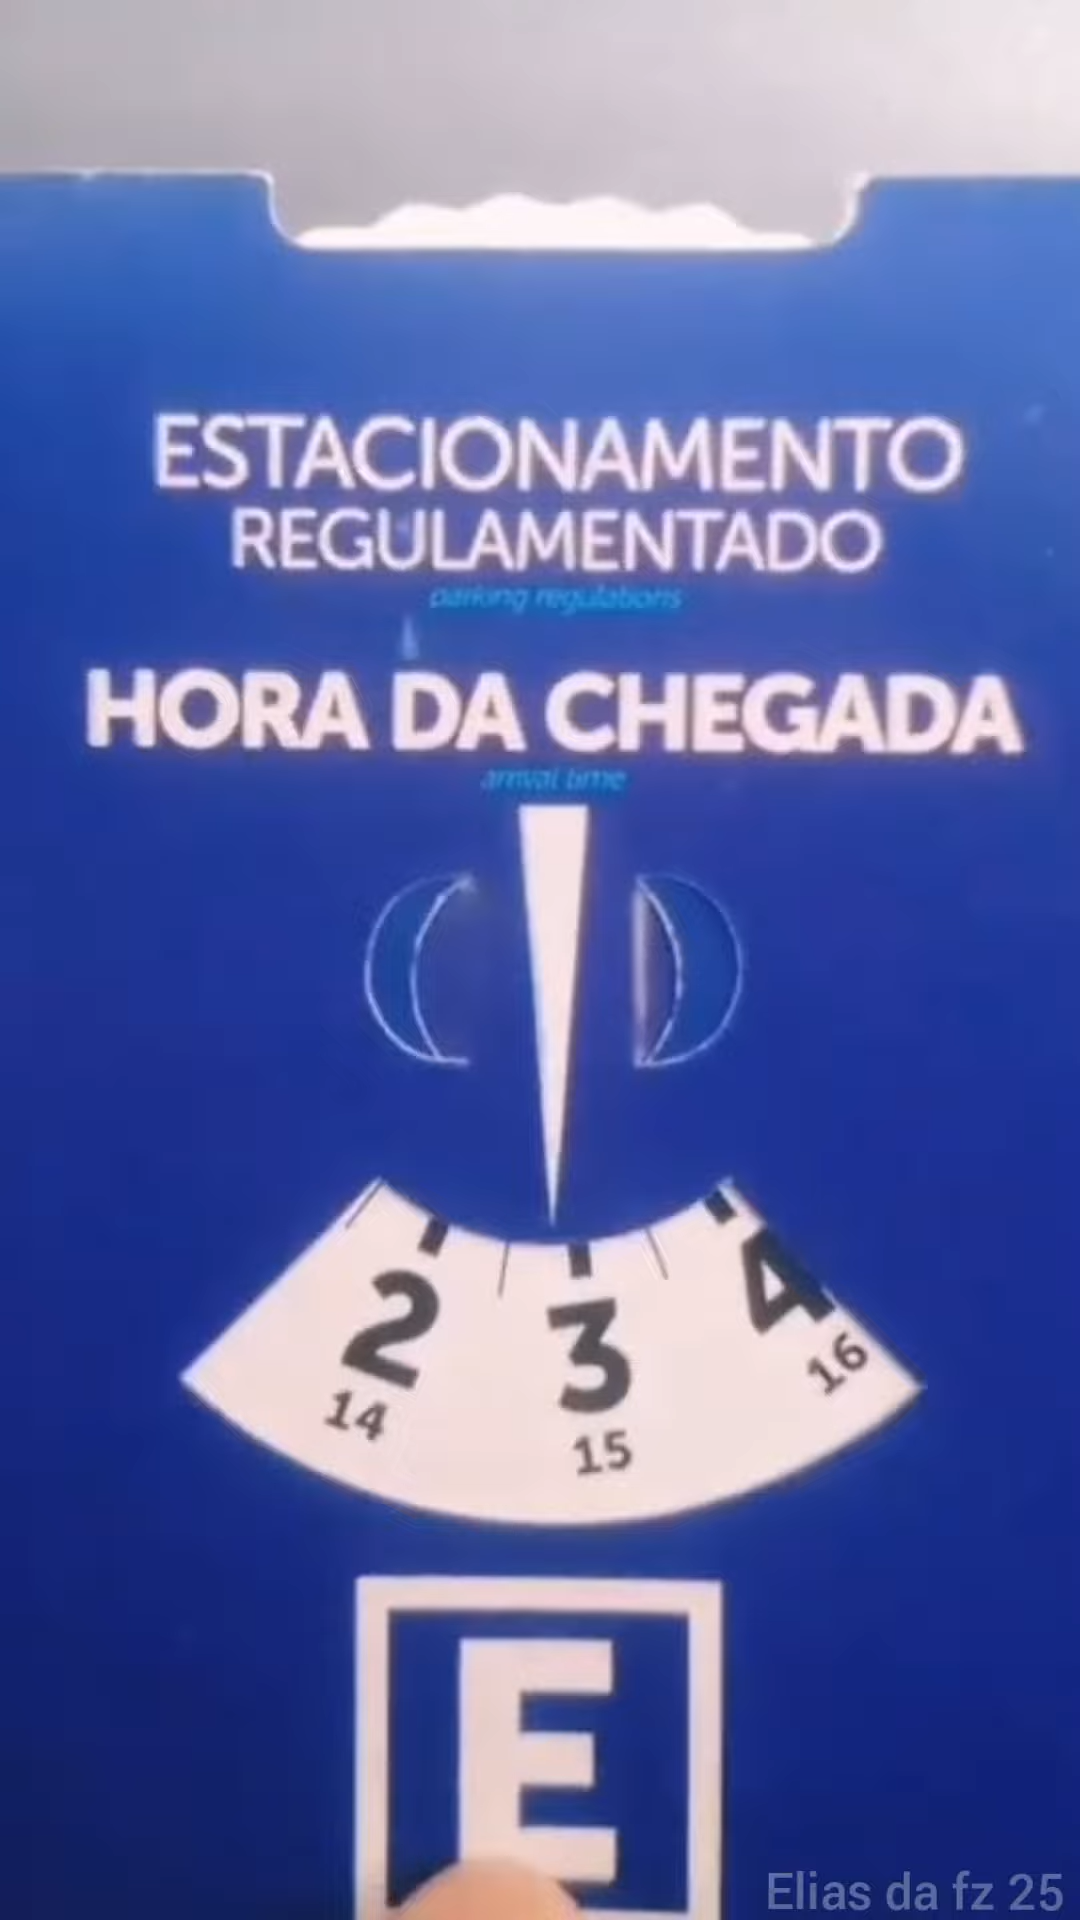 ESTACIONAMENTO
REGULAMENTADO
parking regulations
HORA DA CHEGADA
arrival time
2 3 4
14 15 16
E
Elias da fz 25